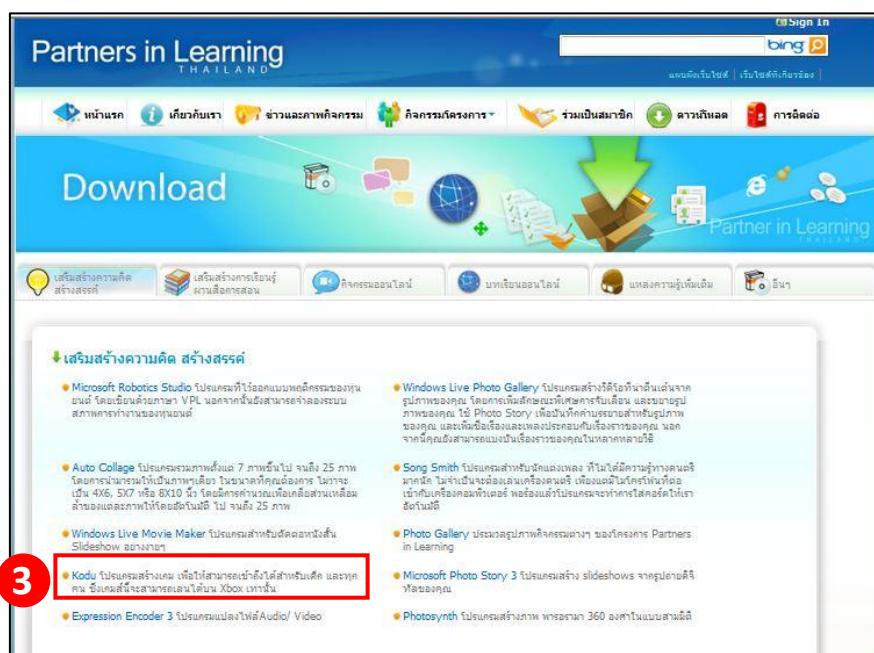 Sign In
Partners in Learning
THAILAND
bing
แผนผังเว็บไซต์ | เว็บไซต์ที่เกี่ยวข้อง |
หน้าแรก
เกี่ยวกับเรา
ข่าวและภาพกิจกรรม
กิจกรรมโครงการ
ร่วมเป็นสมาชิก
ดาวน์โหลด
การติดต่อ
Download
Partner in Learning
THAILAND
เสริมสร้างความคิด
สร้างสรรค์
เสริมสร้างการเรียนรู้
ผ่านสื่อการสอน
กิจกรรมออนไลน์
บทเรียนออนไลน์
แหลงความรู้เพิ่มเติม
อื่นๆ
เสริมสร้างความคิด สร้างสรรค์
Microsoft Robotics Studio โปรแกรมที่ไว้ออกแบบพฤติกรรมของหุ่น
ยนต์ โดยเขียนด้วยภาษา VPL นอกจากนั้นยังสามารถจำลองระบบ
สภาพการทำงานของหุ่นยนต์
Auto Collage โปรแกรมรวมภาพตั้งแต่ 7 ภาพขึ้นไป จนถึง 25 ภาพ
โดยการนำมารวมให้เป็นภาพๆเดียว ในขนาดที่คุณต้องการ ไม่ว่าจะ
เป็น 4X6, 5X7 หรือ 8X10 นิ้ว โดยมีการคำนวณเพื่อเกลี่ยส่วนเหลื่อม
ล้ำของแต่ละภาพให้โดยอัตโนมัติ ไป จนถึง 25 ภาพ
Windows Live Movie Maker โปรแกรมสำหรับตัดต่อหนังสั้น
Slideshow อย่างง่ายๆ
3
Kodu โปรแกรมสร้างเกม เพื่อให้สามารถเข้าถึงได้สำหรับเด็ก และทุก
คน ซึ่งเกมส์นี้จะสามารถเล่นได้บน Xbox เท่านั้น
Expression Encoder 3 โปรแกรมแปลงไฟล์Audio/ Video
Windows Live Photo Gallery โปรแกรมสร้างวิดีโอที่น่าตื่นเต้นจาก
รูปภาพของคุณ โดยการเพิ่มลักษณะพิเศษการรับเลือน และขยายรูป
ภาพของคุณ ใช้ Photo Story เพื่อบันทึกคำบรรยายสำหรับรูปภาพ
ของคุณ และเพิ่มชื่อเรื่องและเพลงประกอบกับเรื่องราวของคุณ นอก
จากนี้คุณยังสามารถแบ่งปันเรื่องราวของคุณในหลากหลายวิธี
Song Smith โปรแกรมสำหรับนักแต่งเพลง ที่ไม่ได้มีความรู้ทางดนตรี
มากนัก ไม่จำเป็นจะต้องเล่นเครื่องดนตรี เพียงแต่มีไมโครโฟนที่ต่อ
เข้ากับเครื่องคอมพิวเตอร์ พอร้องแล้วโปรแกรมจะทำการใส่คอร์ดให้เรา
อัตโนมัติ
Photo Gallery ประมวลรูปภาพกิจกรรมต่างๆ ของโครงการ Partners
in Learning
Microsoft Photo Story 3 โปรแกรมสร้าง slideshows จากรูปถ่ายดิจิ
ทัลของคุณ
Photosynth โปรแกรมสร้างภาพ พาโรรามา 360 องศาในแบบสามมิติ